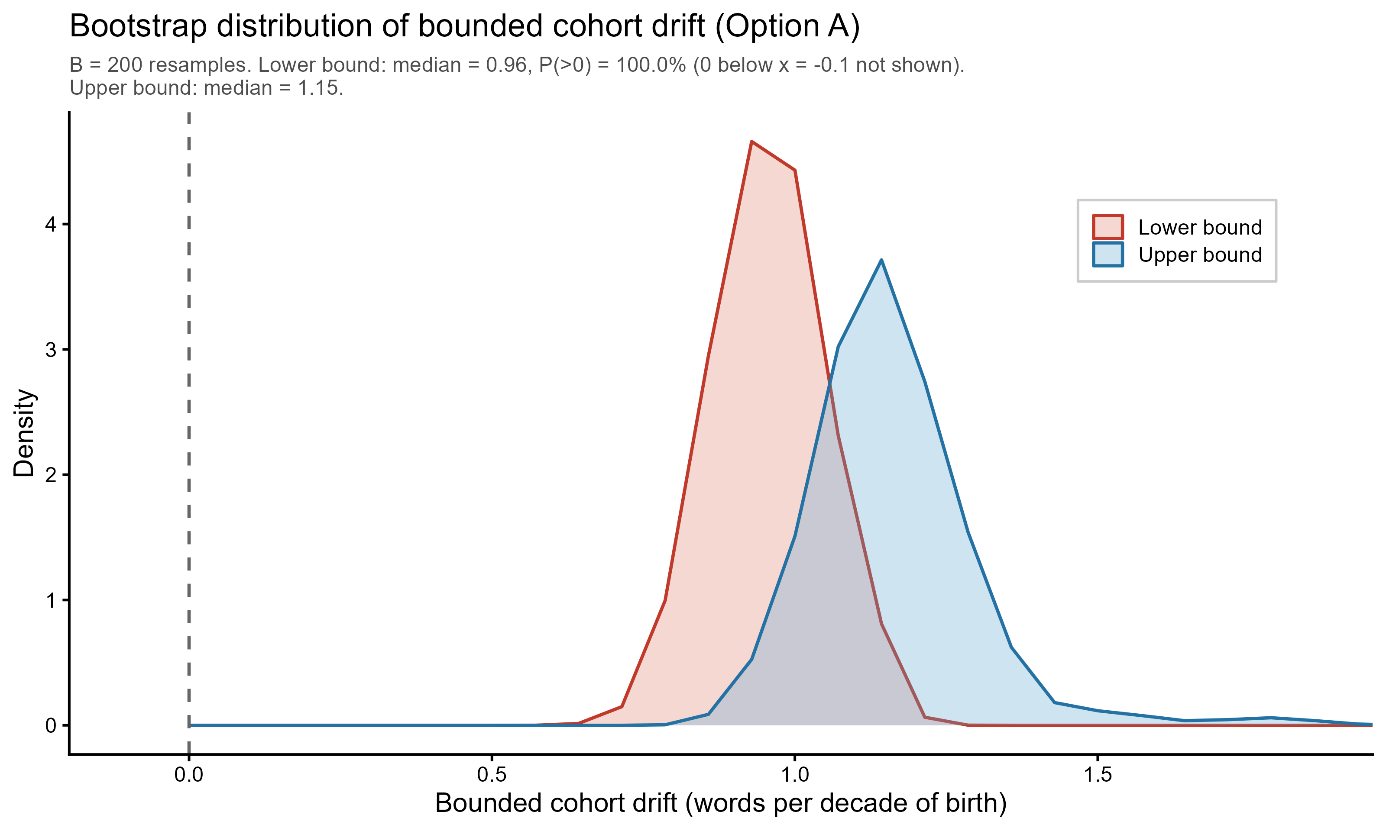 Bootstrap distribution of bounded cohort drift (Option A)
B = 200 resamples. Lower bound: median = 0.96, P(>0) = 100.0% (0 below x = -0.1 not shown).
Upper bound: median = 1.15.
Density
4
3
2
1
0
Lower bound
Upper bound
0.0
0.5
1.0
1.5
Bounded cohort drift (words per decade of birth)